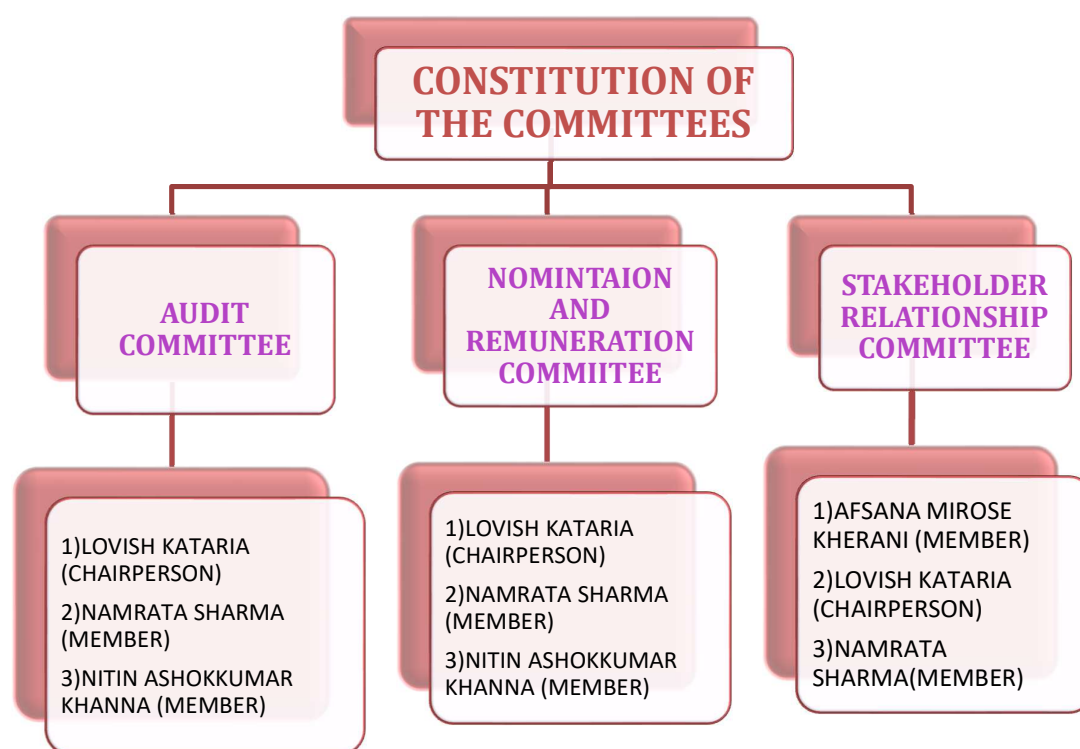 CONSTITUTION OF
THE COMMITTEES
AUDIT
COMMITTEE
1)LOVISH KATARIA
(CHAIRPERSON)
2)NAMRATA SHARMA
(MEMBER)
3)NITIN ASHOKKUMAR
KHANNA (MEMBER)
NOMINTAION
AND
REMUNERATION
COMMIITEE
1)LOVISH KATARIA
(CHAIRPERSON)
2)NAMRATA SHARMA
(MEMBER)
3)NITIN ASHOKKUMAR
KHANNA (MEMBER)
STAKEHOLDER
RELATIONSHIP
COMMITTEE
1)AFSANA MIROSE
KHERANI (MEMBER)
2)LOVISH KATARIA
(CHAIRPERSON)
3)NAMRATA
SHARMA(MEMBER)